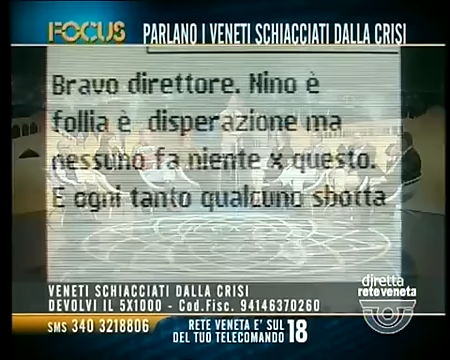 FOCUS PARLANO I VENETI SCHIACCIATI DALLA CRISI
Bravo direttore. Nino è
follia è disperazione ma
nessuno fa niente x questo.
E ogni tanto qualcuno sbotta
diretta
reteveneta
VENETI SCHIACCIATI DALLA CRISI
DEVOLVI IL 5X1000 - Cod.Fisc. 94146370260
SMS 340 3218806
RETE VENETA E' SUL
DEL TUO TELECOMANDO 18